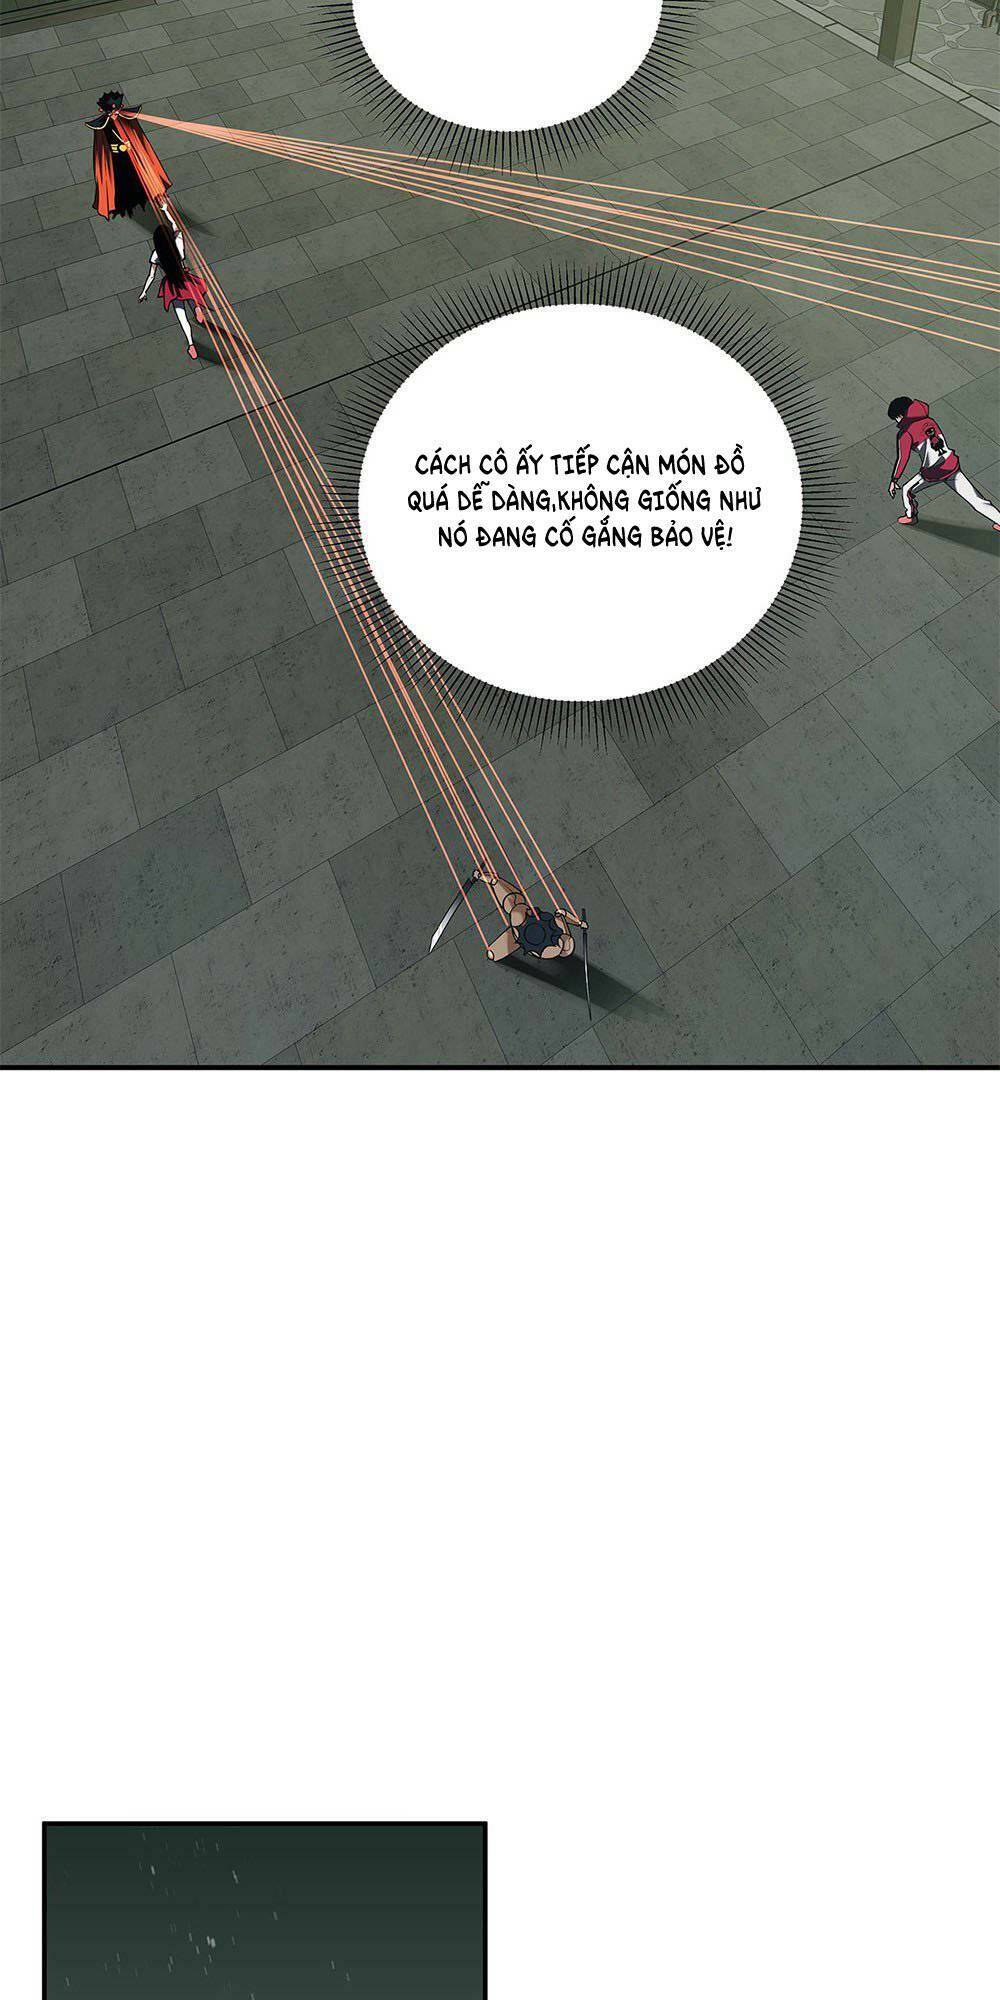 CÁCH CÔ ẤY TIẾP CẬN MÓN ĐỒ
QUÁ DỄ DÀNG,KHÔNG GIỐNG NHƯ
NÓ ĐANG CỐ GẮNG BẢO VỆ!